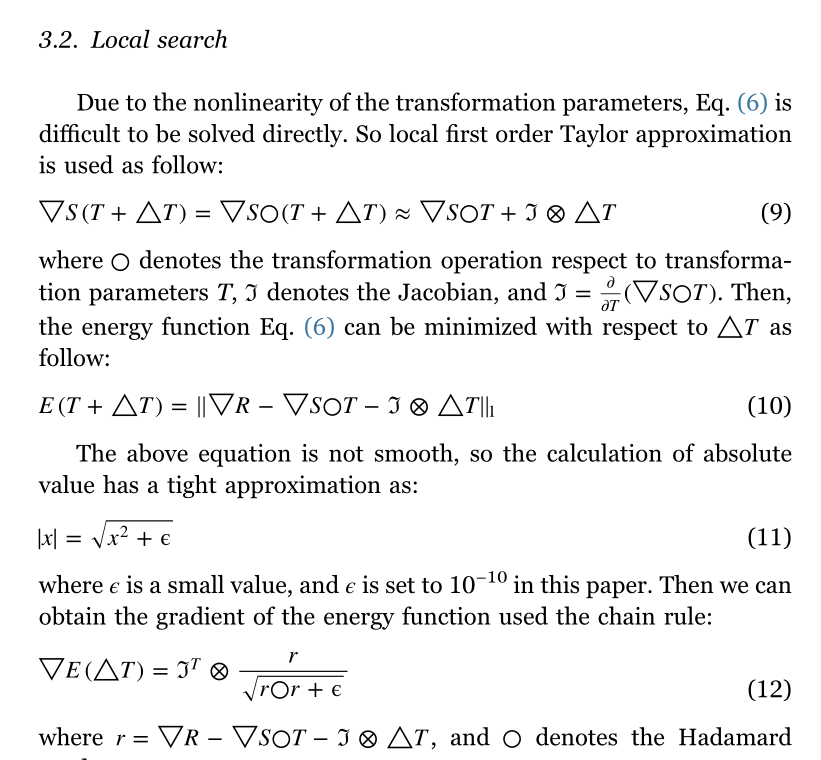 3.2. Local search
Due to the nonlinearity of the transformation parameters, Eq. (6) is
difficult to be solved directly. So local first order Taylor approximation
is used as follow:
▽S(T + △T) = ▽S○(T + △T) ≈ ▽S○T + ℑ ⊗ △T (9)
where ○ denotes the transformation operation respect to transforma-
tion parameters T, ℑ denotes the Jacobian, and ℑ = ∂/∂T(▽S○T). Then,
the energy function Eq. (6) can be minimized with respect to △T as
follow:
E(T + △T) = ||▽R − ▽S○T − ℑ ⊗ △T||₁ (10)
The above equation is not smooth, so the calculation of absolute
value has a tight approximation as:
|x| = √(x² + ϵ) (11)
where ϵ is a small value, and ϵ is set to 10⁻¹⁰ in this paper. Then we can
obtain the gradient of the energy function used the chain rule:
▽E(△T) = ℑᵀ ⊗ r/√(r○r + ϵ) (12)
where r = ▽R − ▽S○T − ℑ ⊗ △T, and ○ denotes the Hadamard